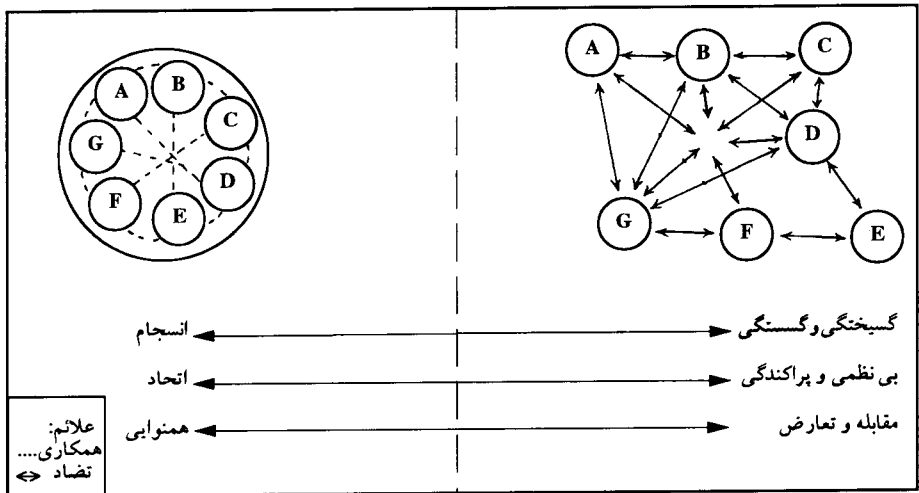 A
B
C
D
E
F
G
A
B
C
D
E
F
G
گسیختگی و گسستگی
انسجام
بی نظمی و پراکندگی
اتحاد
مقابله و تعارض
همنوایی
علائم:
همکاری....
تضاد ↔